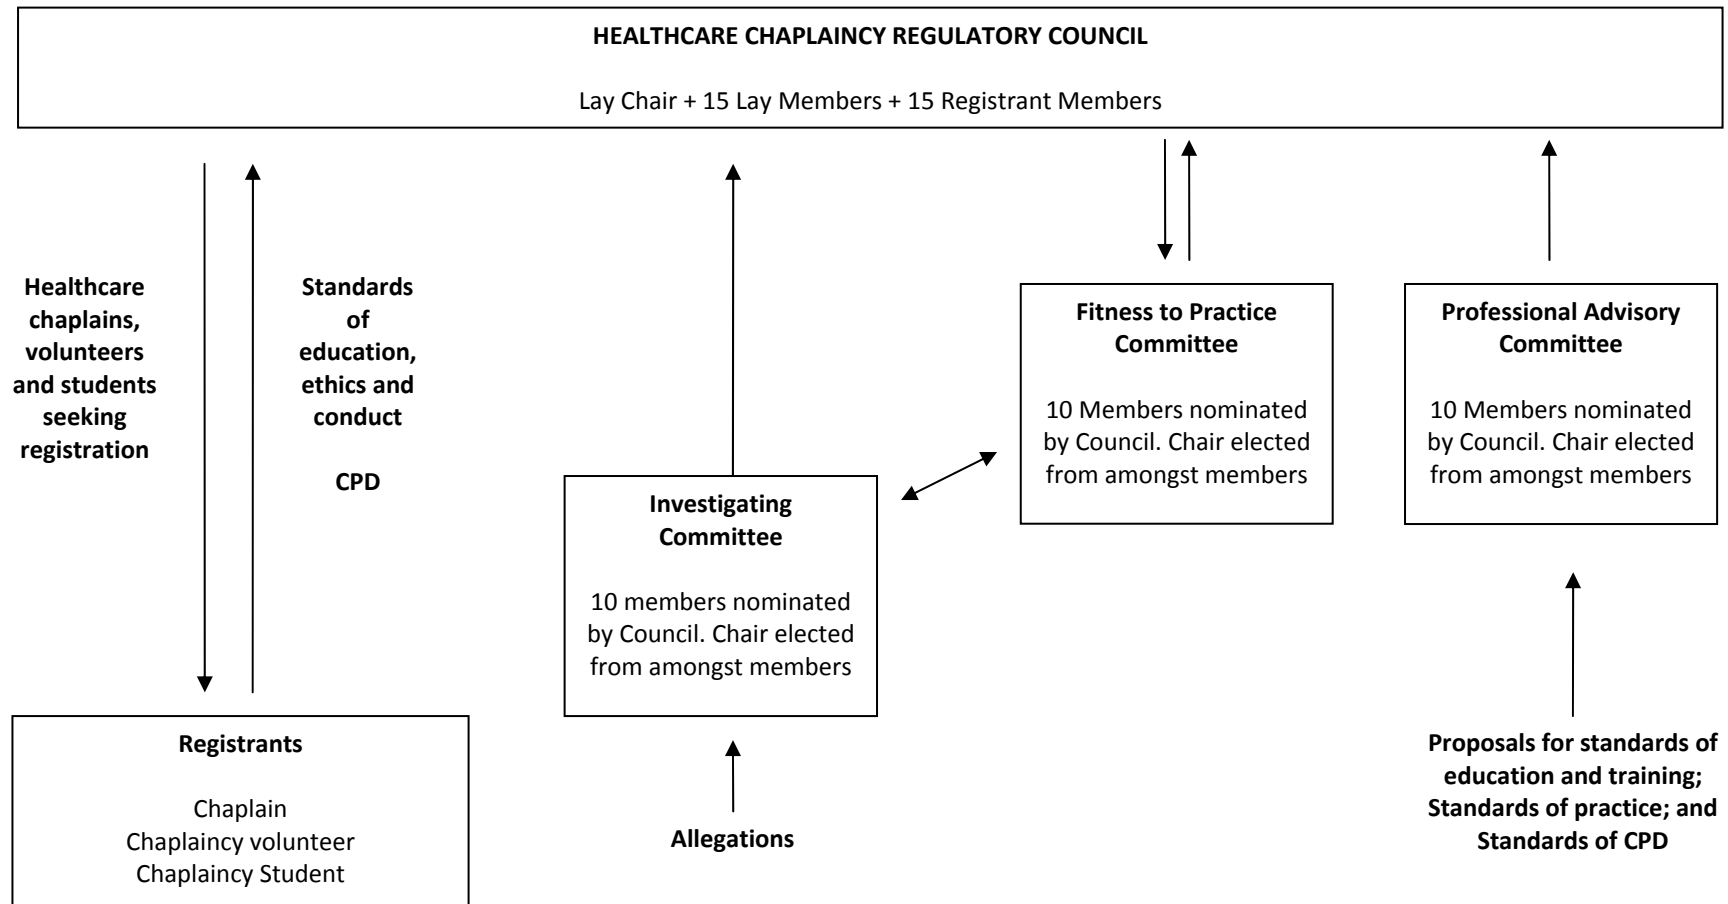 HEALTHCARE CHAPLAINCY REGULATORY COUNCIL
Lay Chair + 15 Lay Members + 15 Registrant Members
Healthcare
chaplains,
volunteers
and students
seeking
registration
Standards
of
education,
ethics and
conduct
CPD
Registrants
Chaplain
Chaplaincy volunteer
Chaplaincy Student
Investigating
Committee
10 members nominated
by Council. Chair elected
from amongst members
Allegations
Fitness to Practice
Committee
10 Members nominated
by Council. Chair elected
from amongst members
Professional Advisory
Committee
10 Members nominated
by Council. Chair elected
from amongst members
Proposals for standards of
education and training;
Standards of practice; and
Standards of CPD